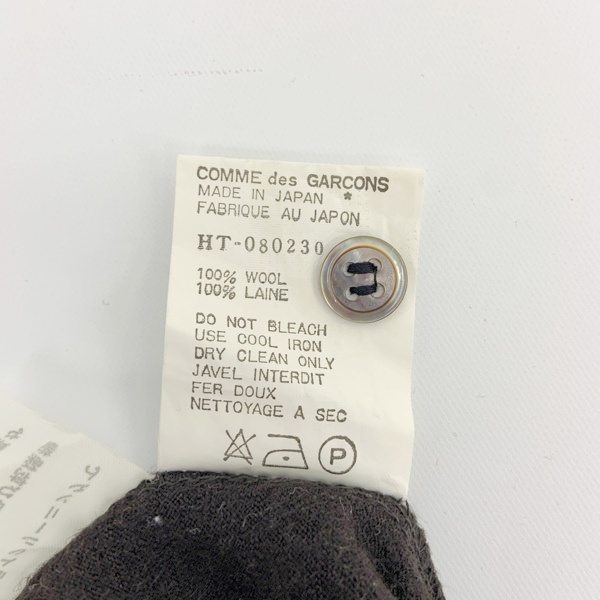 COMME des GARCONS
MADE IN JAPAN *
FABRIQUE AU JAPON
HT-080230
100% WOOL
100% LAINE
DO NOT BLEACH
USE COOL IRON
DRY CLEAN ONLY
JAVEL INTERDIT
FER DOUX
NETTOYAGE A SEC
P